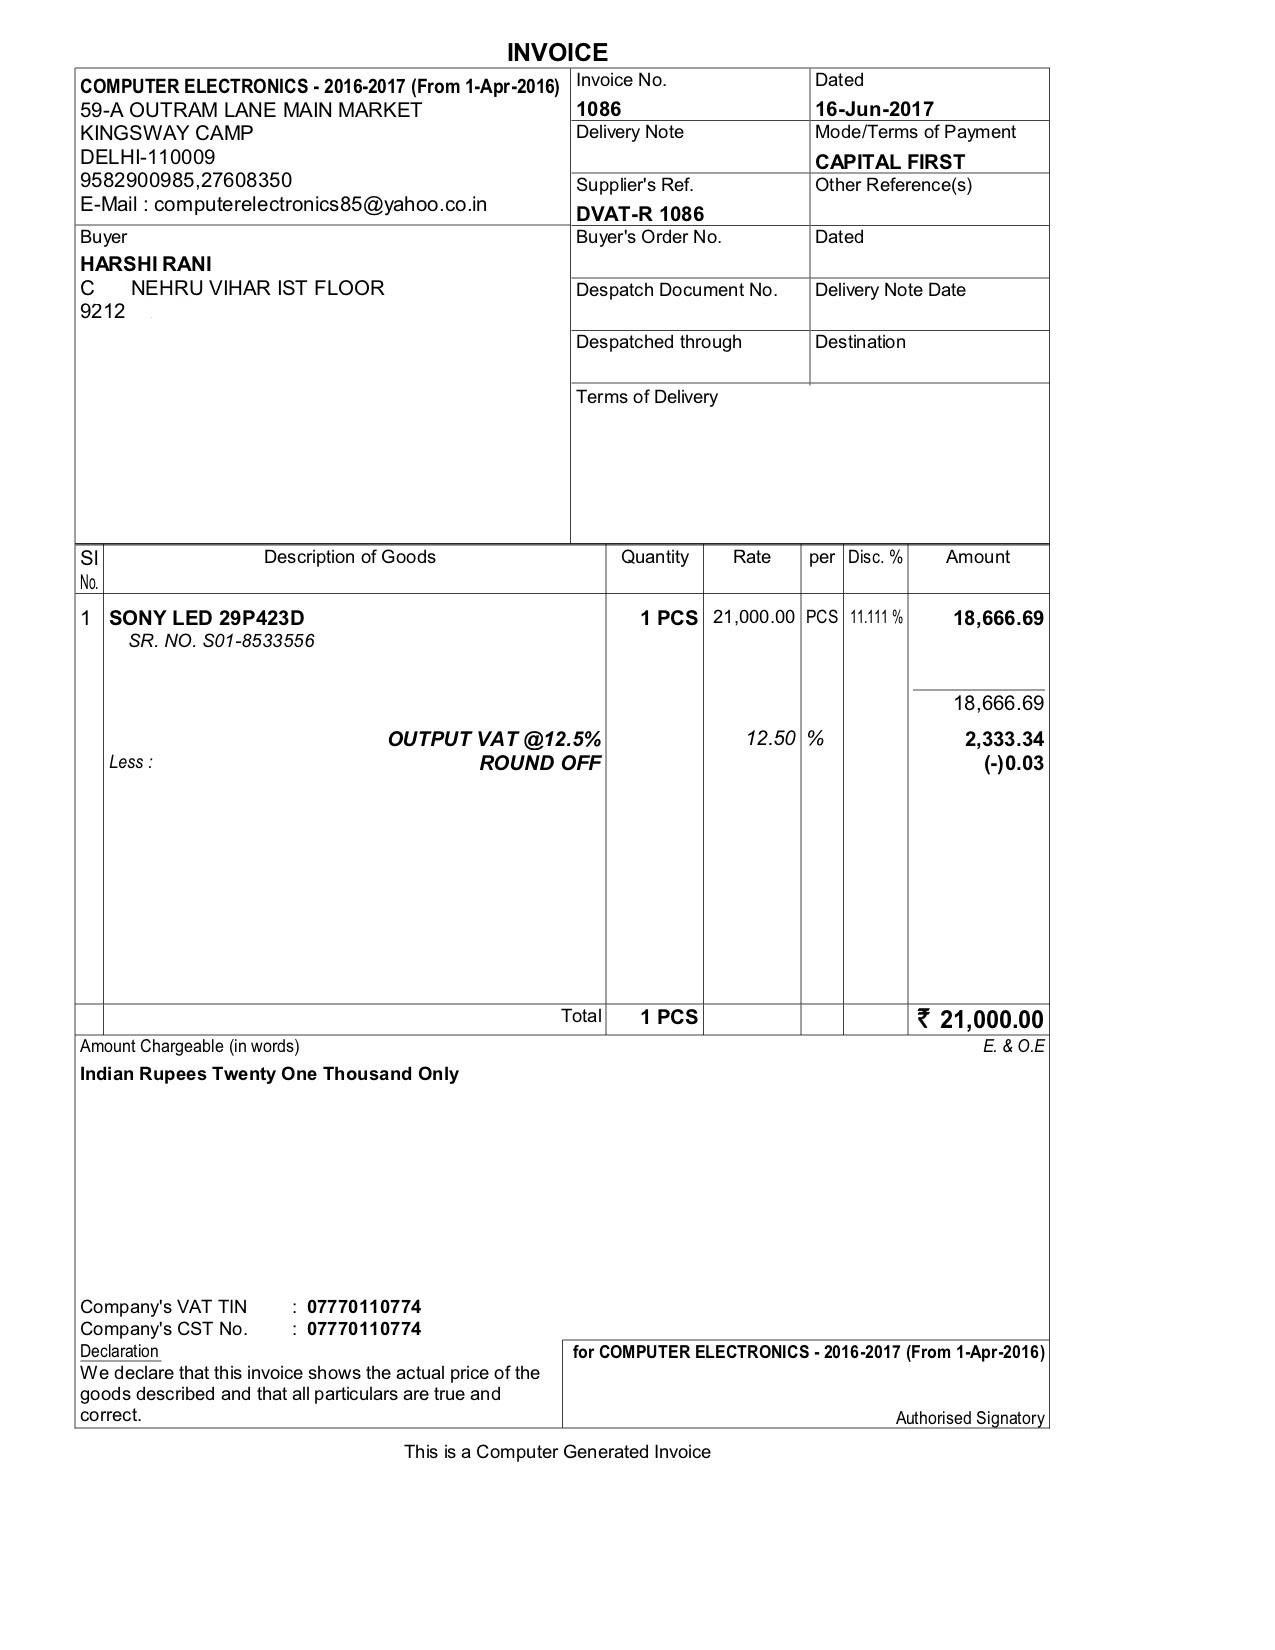 INVOICE
COMPUTER ELECTRONICS - 2016-2017 (From 1-Apr-2016)
59-A OUTRAM LANE MAIN MARKET
KINGSWAY CAMP
DELHI-110009
9582900985,27608350
E-Mail : computerelectronics85@yahoo.co.in
Invoice No.
1086
Dated
16-Jun-2017
Delivery Note
Mode/Terms of Payment
CAPITAL FIRST
Supplier's Ref.
DVAT-R 1086
Other Reference(s)
Buyer
HARSHI RANI
C NEHRU VIHAR IST FLOOR
9212
Buyer's Order No.
Dated
Despatch Document No.
Delivery Note Date
Despatched through
Destination
Terms of Delivery
Sl No. Description of Goods Quantity Rate per Disc. % Amount
1 SONY LED 29P423D 1 PCS 21,000.00 PCS 11.111 % 18,666.69
SR. NO. S01-8533556
18,666.69
OUTPUT VAT @12.5% 12.50 % 2,333.34
Less : ROUND OFF (-)0.03
Total 1 PCS ₹ 21,000.00
Amount Chargeable (in words) E. & O.E
Indian Rupees Twenty One Thousand Only
Company's VAT TIN : 07770110774
Company's CST No. : 07770110774
Declaration
We declare that this invoice shows the actual price of the
goods described and that all particulars are true and
correct.
for COMPUTER ELECTRONICS - 2016-2017 (From 1-Apr-2016)
Authorised Signatory
This is a Computer Generated Invoice